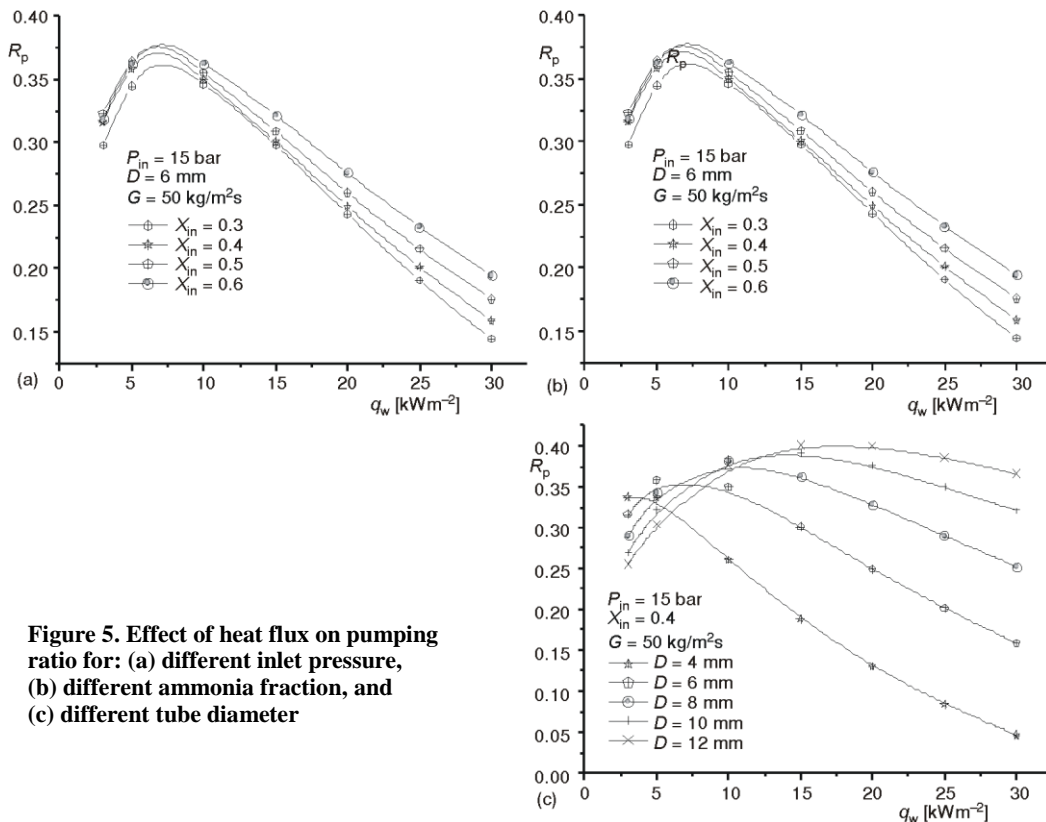 0.40
R_p
0.35
0.30
0.25
0.20
0.15
P_in = 15 bar
D = 6 mm
G = 50 kg/m²s
X_in = 0.3
X_in = 0.4
X_in = 0.5
X_in = 0.6
(a)
0 5 10 15 20 25 30
q_w [kWm⁻²]
0.40
R_p
0.35
R_p
0.30
0.25
0.20
0.15
P_in = 15 bar
D = 6 mm
G = 50 kg/m²s
X_in = 0.3
X_in = 0.4
X_in = 0.5
X_in = 0.6
(b)
0 5 10 15 20 25 30
q_w [kWm⁻²]
0.40
R_p
0.35
0.30
0.25
0.20
0.15
0.10
0.05
0.00
P_in = 15 bar
X_in = 0.4
G = 50 kg/m²s
D = 4 mm
D = 6 mm
D = 8 mm
D = 10 mm
D = 12 mm
(c)
0 5 10 15 20 25 30
q_w [kWm⁻²]
Figure 5. Effect of heat flux on pumping
ratio for: (a) different inlet pressure,
(b) different ammonia fraction, and
(c) different tube diameter